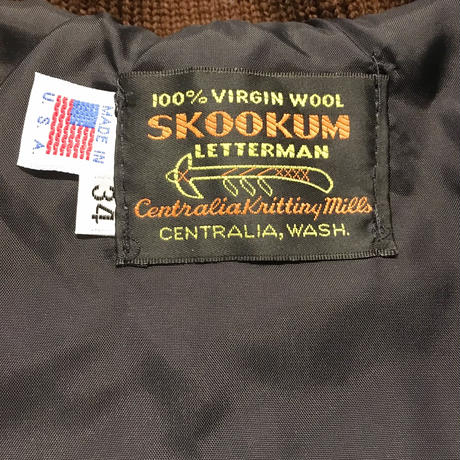 100% VIRGIN WOOL
SKOOKUM
LETTERMAN
Centralia Knitting Mills
CENTRALIA, WASH.
MADE IN
U.S.A.
34